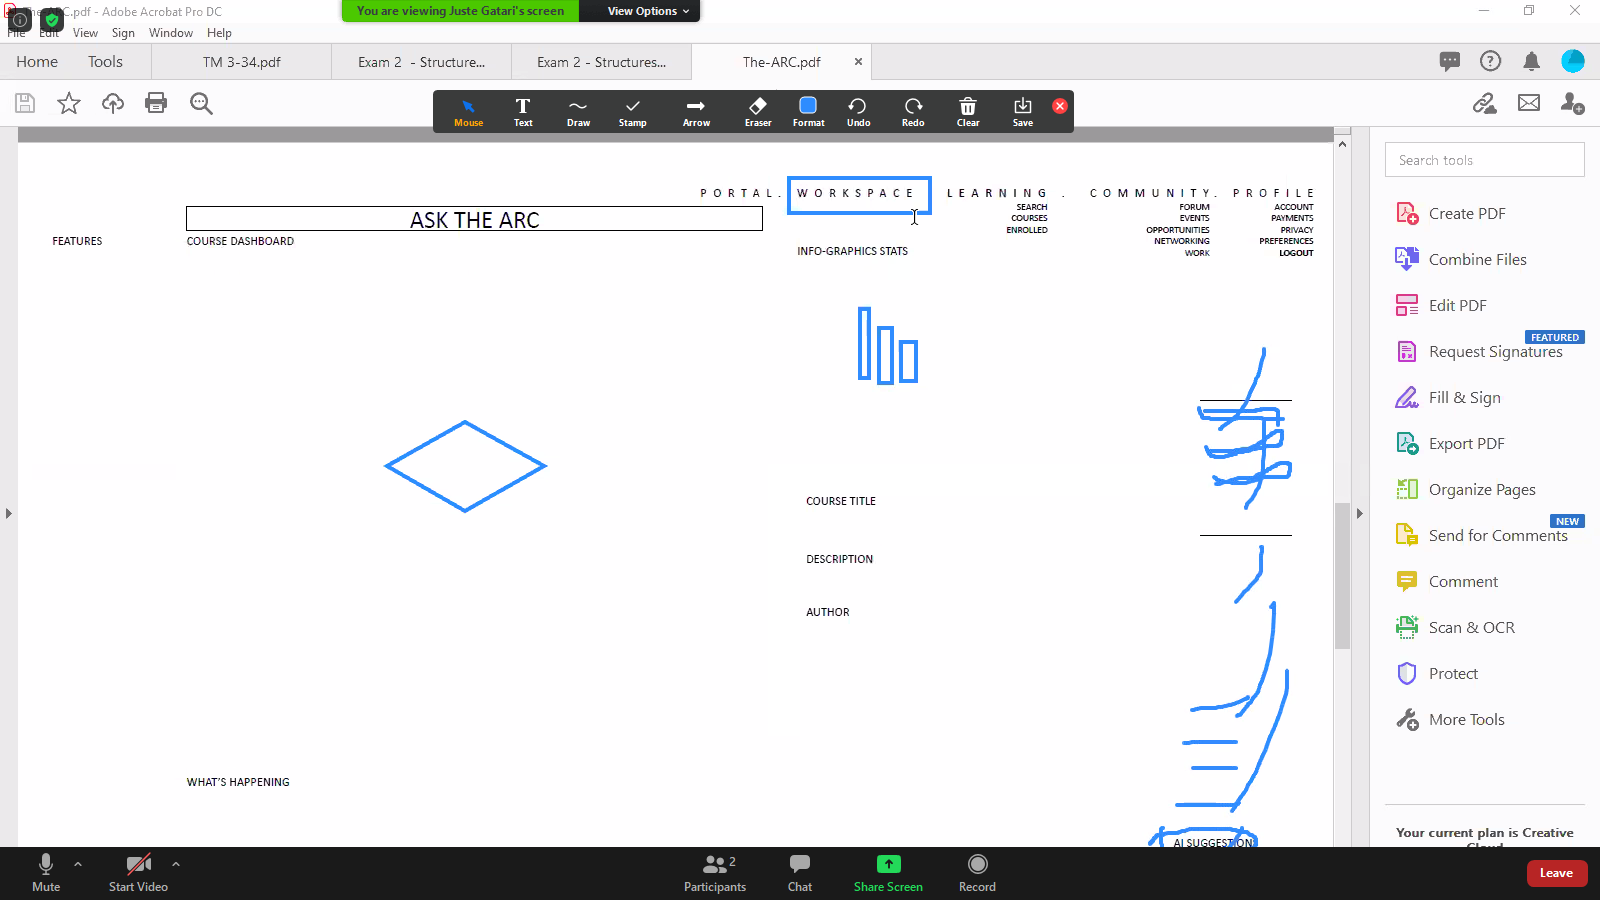 The-ARC.pdf - Adobe Acrobat Pro DC
You are viewing Juste Gatari's screen
View Options
File Edit View Sign Window Help
Home Tools TM 3-34.pdf Exam 2 - Structure... Exam 2 - Structures... The-ARC.pdf
Mouse Text Draw Stamp Arrow Eraser Format Undo Redo Clear Save
Search tools
PORTAL. WORKSPACE LEARNING . COMMUNITY. PROFILE
ASK THE ARC
FEATURES
COURSE DASHBOARD
INFO-GRAPHICS STATS
SEARCH
COURSES
ENROLLED
FORUM
EVENTS
OPPORTUNITIES
NETWORKING
WORK
ACCOUNT
PAYMENTS
PRIVACY
PREFERENCES
LOGOUT
COURSE TITLE
DESCRIPTION
AUTHOR
WHAT'S HAPPENING
AI SUGGESTION
Create PDF
Combine Files
Edit PDF
FEATURED
Request Signatures
Fill & Sign
Export PDF
Organize Pages
NEW
Send for Comments
Comment
Scan & OCR
Protect
More Tools
Your current plan is Creative
Cloud
Mute
Start Video
Participants 2
Chat
Share Screen
Record
Leave